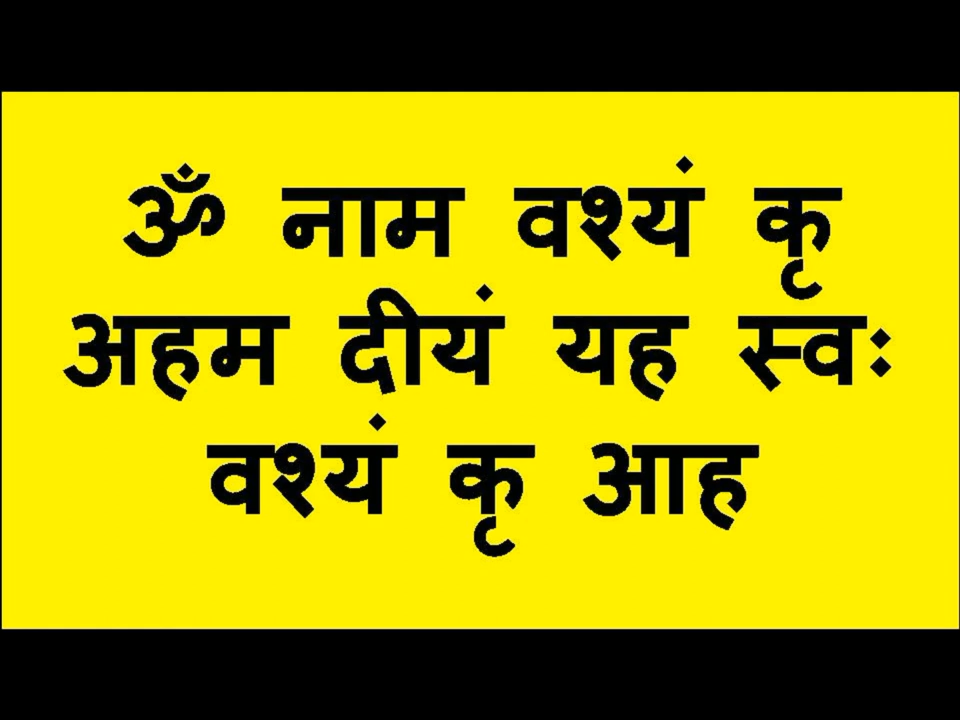 ॐ नाम वश्यं कृ
अहम दीयं यह स्वः
वश्यं कृ आह